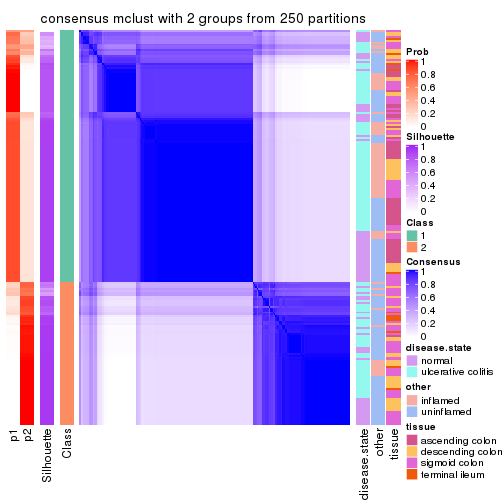 consensus mclust with 2 groups from 250 partitions
Prob
1
0.8
0.6
0.4
0.2
0
Silhouette
1
0.8
0.6
0.4
0.2
0
Class
1
2
Consensus
1
0.8
0.6
0.4
0.2
0
disease.state
normal
ulcerative colitis
other
inflamed
uninflamed
tissue
ascending colon
descending colon
sigmoid colon
terminal ileum
p1
p2
Silhouette
Class
disease.state
other
tissue